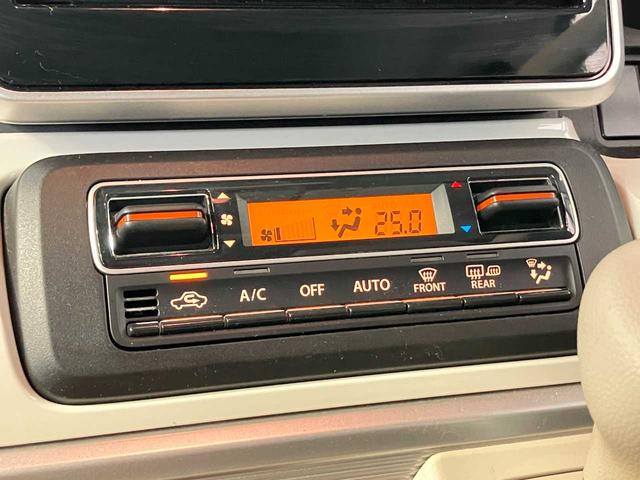 25.0
A/C OFF AUTO FRONT REAR